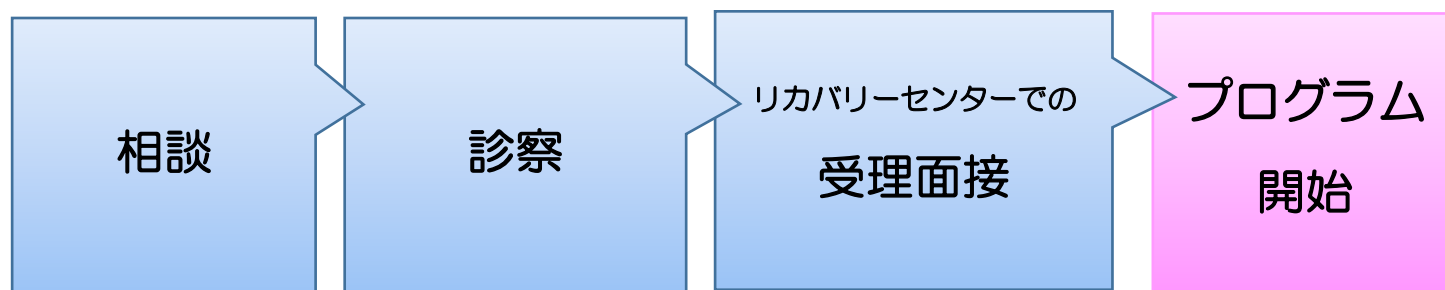 相談
診察
リカバリーセンターでの
受理面接
プログラム
開始